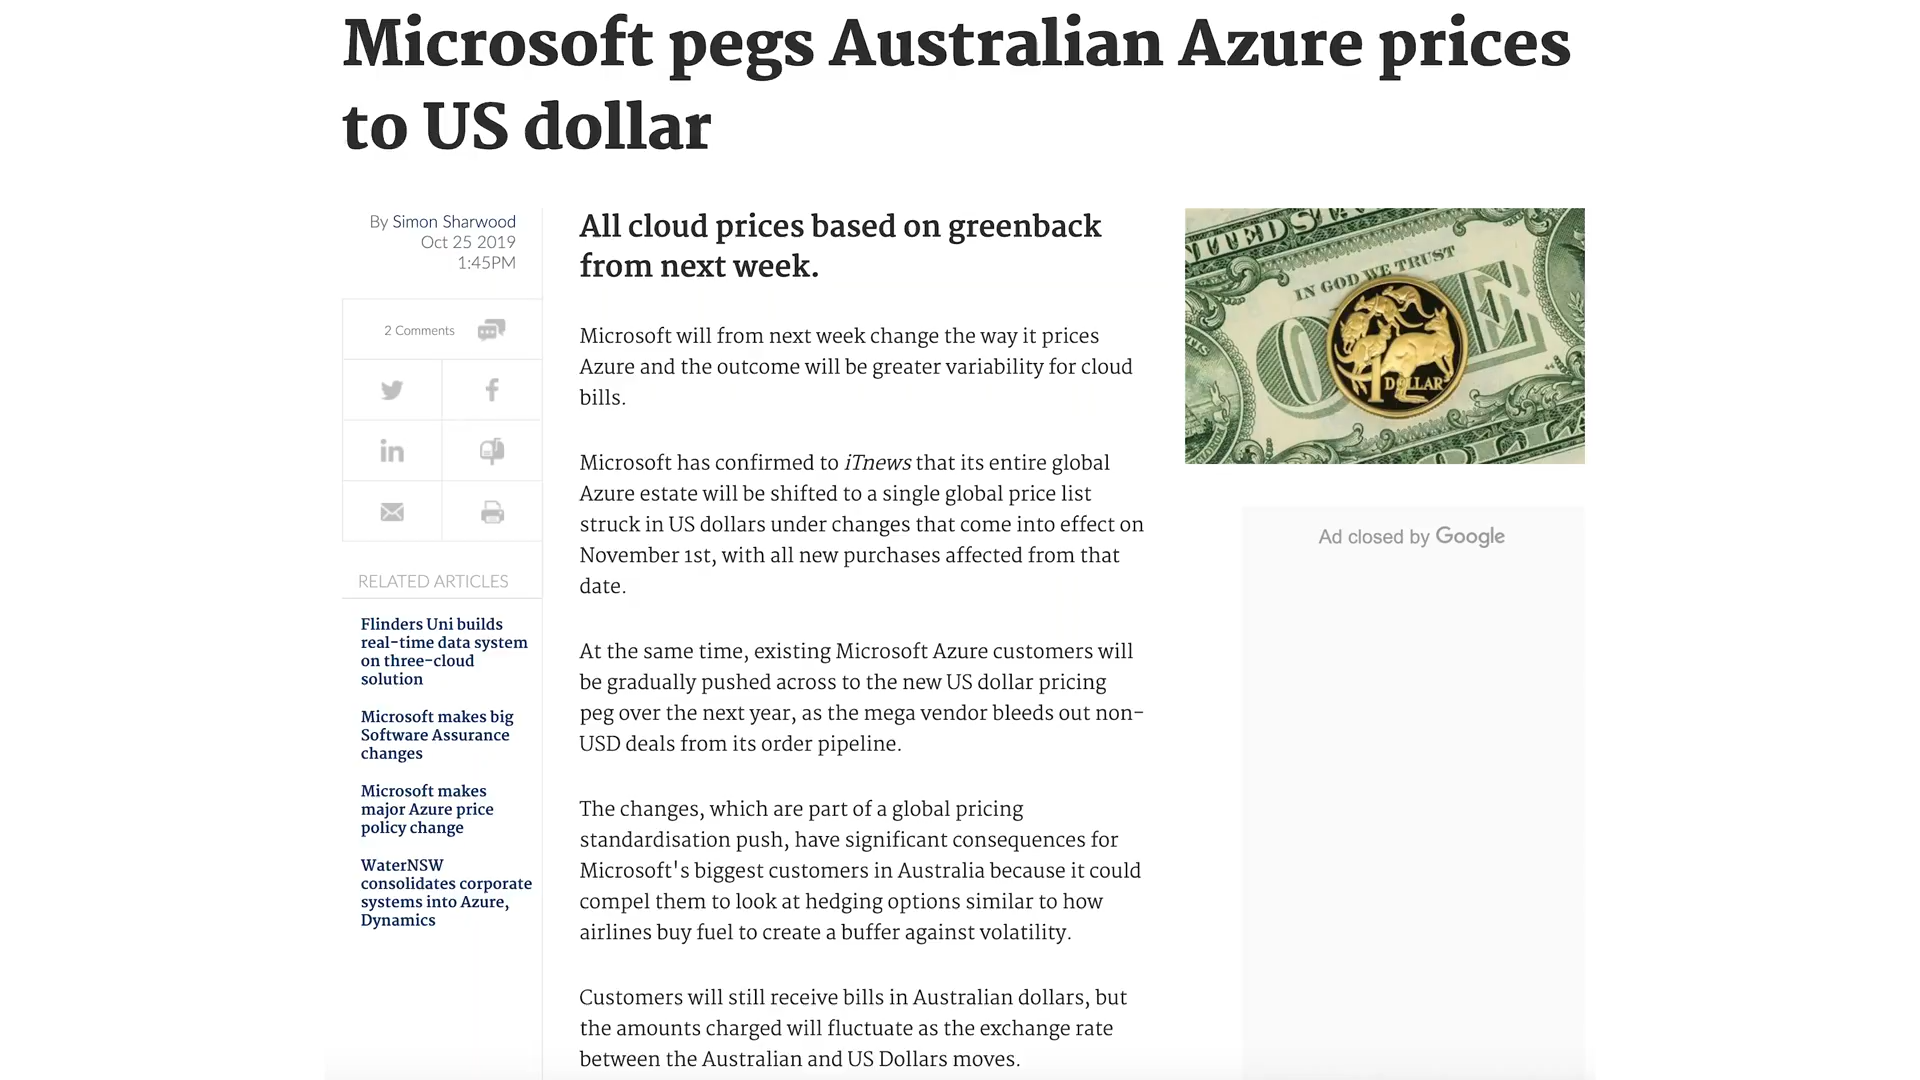 Microsoft pegs Australian Azure prices
to US dollar
By Simon Sharwood
Oct 25 2019
1:45PM
2 Comments
RELATED ARTICLES
Flinders Uni builds
real-time data system
on three-cloud
solution
Microsoft makes big
Software Assurance
changes
Microsoft makes
major Azure price
policy change
WaterNSW
consolidates corporate
systems into Azure,
Dynamics
All cloud prices based on greenback
from next week.
Microsoft will from next week change the way it prices
Azure and the outcome will be greater variability for cloud
bills.
Microsoft has confirmed to iTnews that its entire global
Azure estate will be shifted to a single global price list
struck in US dollars under changes that come into effect on
November 1st, with all new purchases affected from that
date.
At the same time, existing Microsoft Azure customers will
be gradually pushed across to the new US dollar pricing
peg over the next year, as the mega vendor bleeds out non-
USD deals from its order pipeline.
The changes, which are part of a global pricing
standardisation push, have significant consequences for
Microsoft's biggest customers in Australia because it could
compel them to look at hedging options similar to how
airlines buy fuel to create a buffer against volatility.
Customers will still receive bills in Australian dollars, but
the amounts charged will fluctuate as the exchange rate
between the Australian and US Dollars moves.
IN GOD WE TRUST
1 DOLLAR
Ad closed by Google